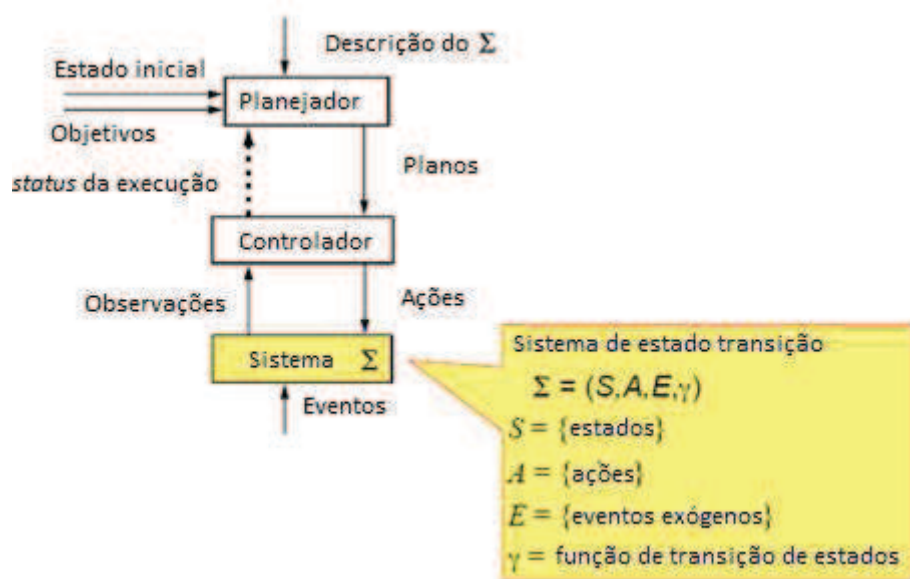 Descrição do Σ
Estado inicial
Planejador
Objetivos
Planos
status da execução
Controlador
Observações
Ações
Sistema Σ
Eventos
Sistema de estado transição
Σ = (S,A,E,γ)
S = {estados}
A = {ações}
E = {eventos exógenos}
γ = função de transição de estados